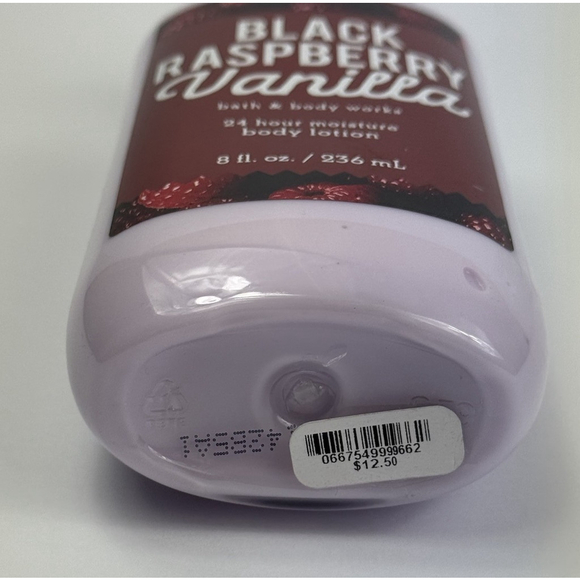 BLACK
RASPBERRY
Vanilla
bath & body works
24 hour moisture
body lotion
8 fl. oz. / 236 mL
0667549999662
$12.50